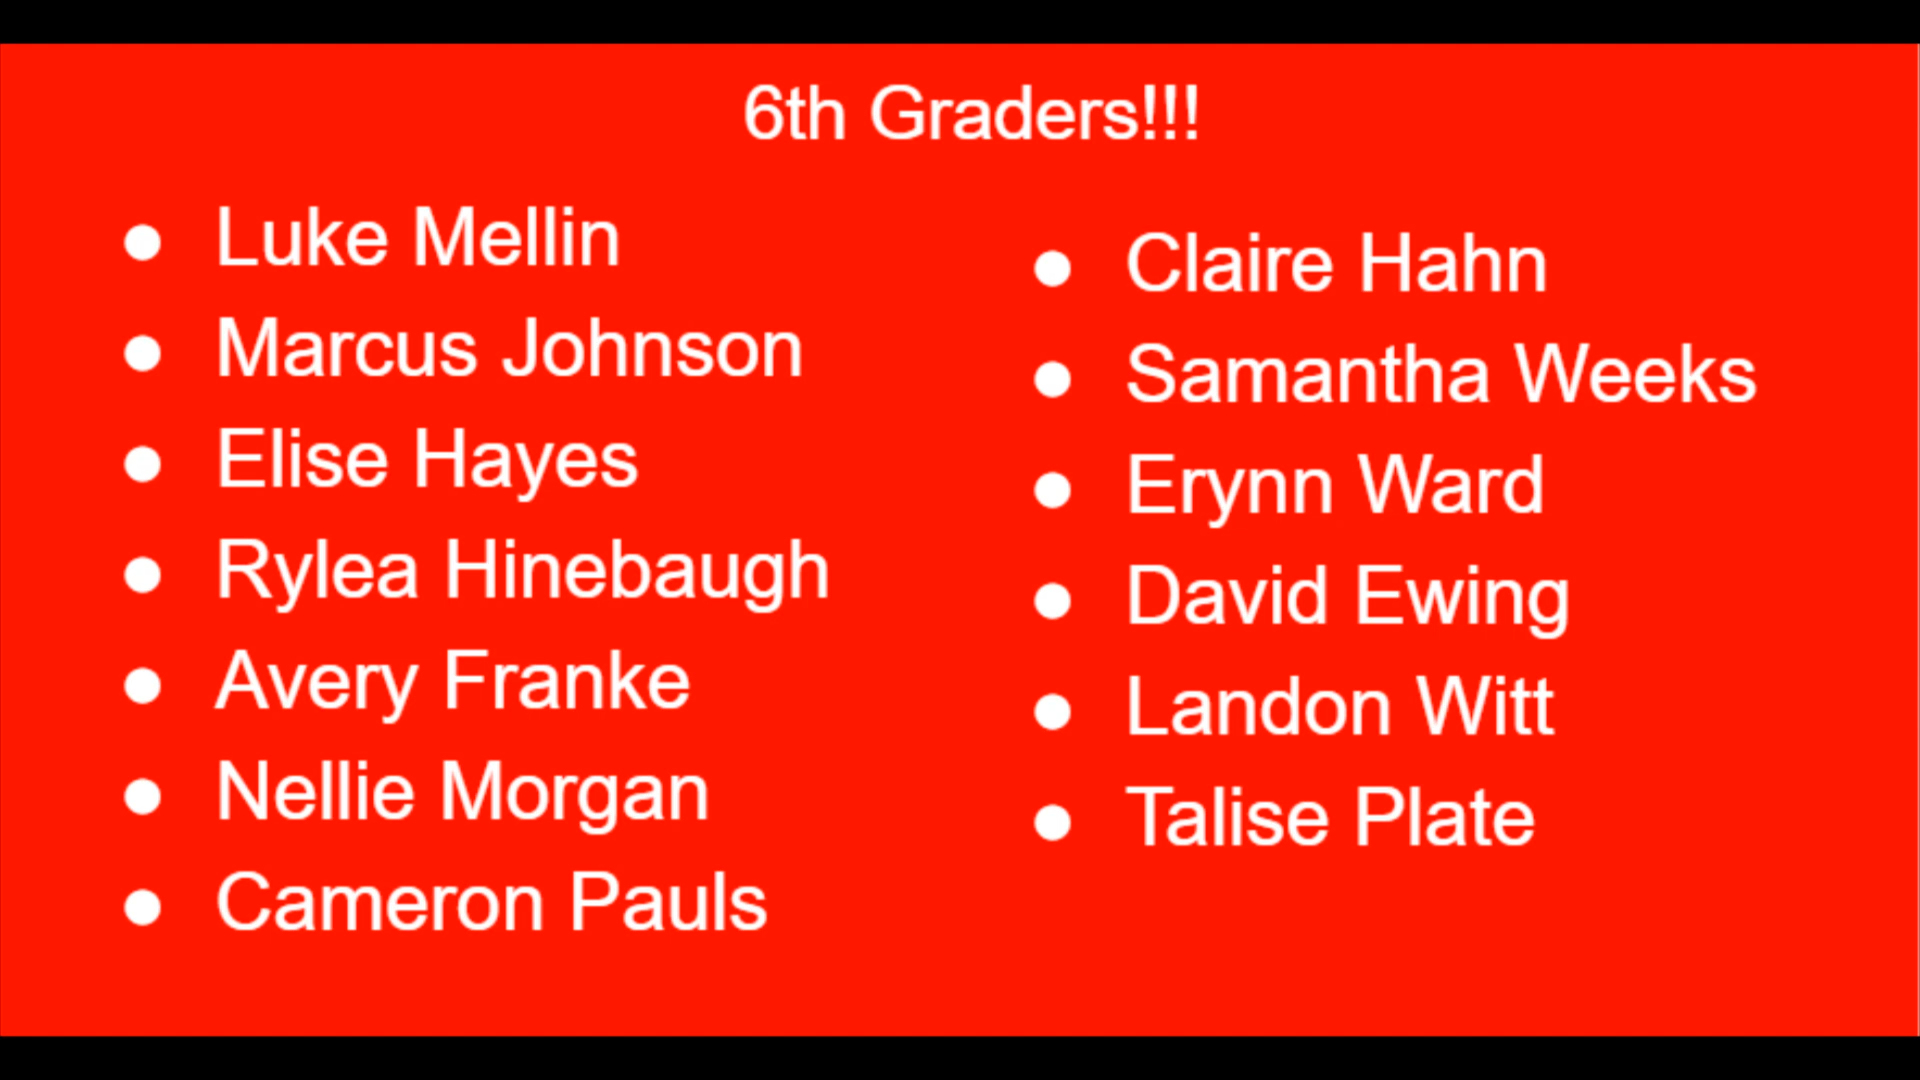 6th Graders!!!
● Luke Mellin
● Marcus Johnson
● Elise Hayes
● Rylea Hinebaugh
● Avery Franke
● Nellie Morgan
● Cameron Pauls
● Claire Hahn
● Samantha Weeks
● Erynn Ward
● David Ewing
● Landon Witt
● Talise Plate